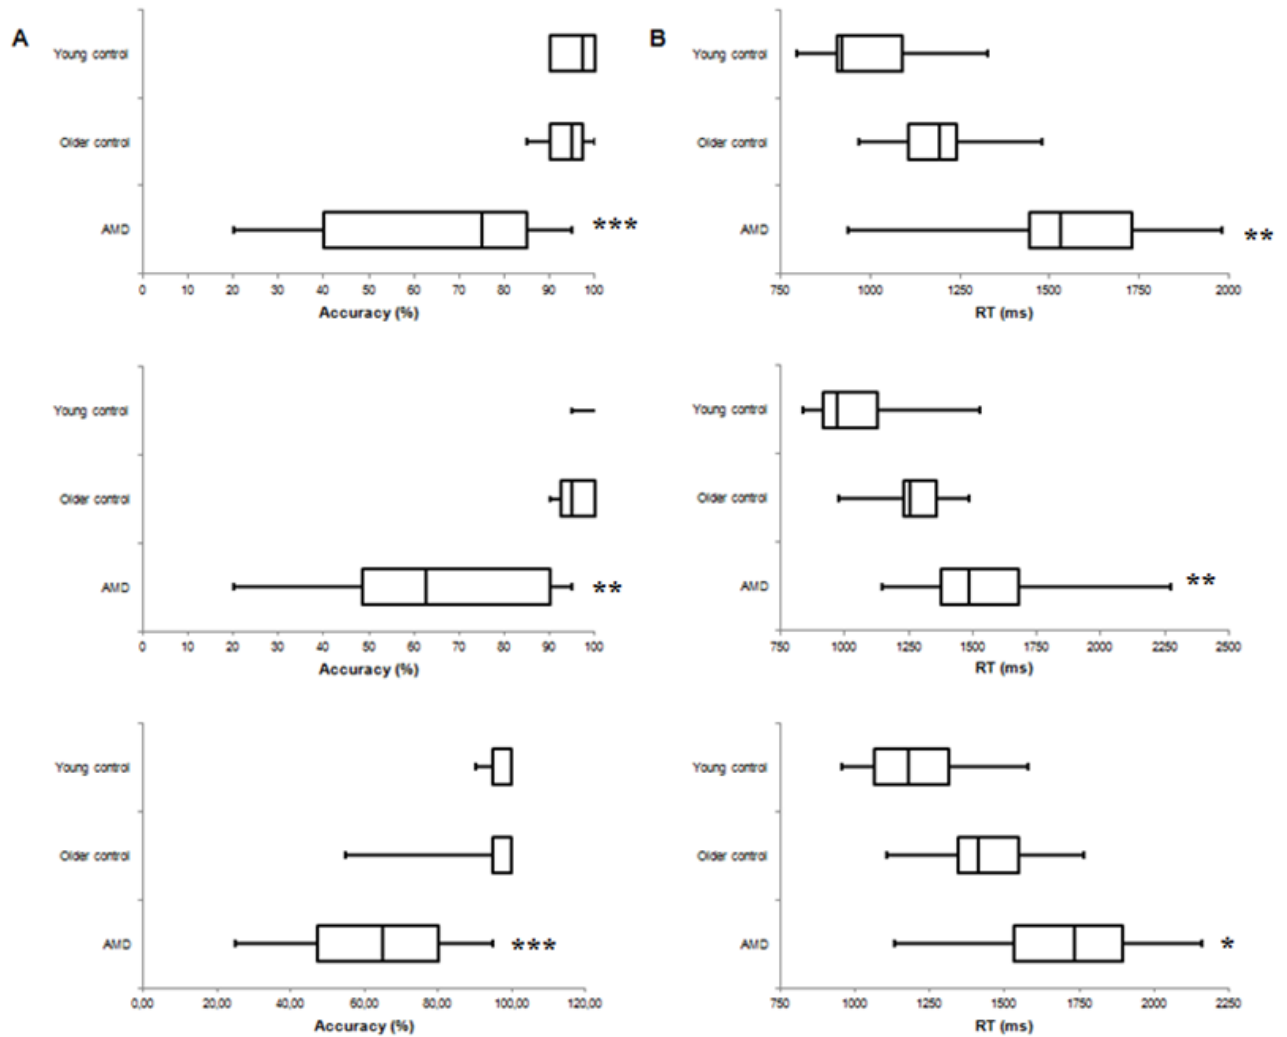 A
Young control
Older control
AMD
***
0 10 20 30 40 50 60 70 80 90 100
Accuracy (%)
B
Young control
Older control
AMD
**
750 1000 1250 1500 1750 2000
RT (ms)
Young control
Older control
AMD
**
0 10 20 30 40 50 60 70 80 90 100
Accuracy (%)
Young control
Older control
AMD
**
750 1000 1250 1500 1750 2000 2250 2500
RT (ms)
Young control
Older control
AMD
***
0,00 20,00 40,00 60,00 80,00 100,00 120,00
Accuracy (%)
Young control
Older control
AMD
*
750 1000 1250 1500 1750 2000 2250
RT (ms)